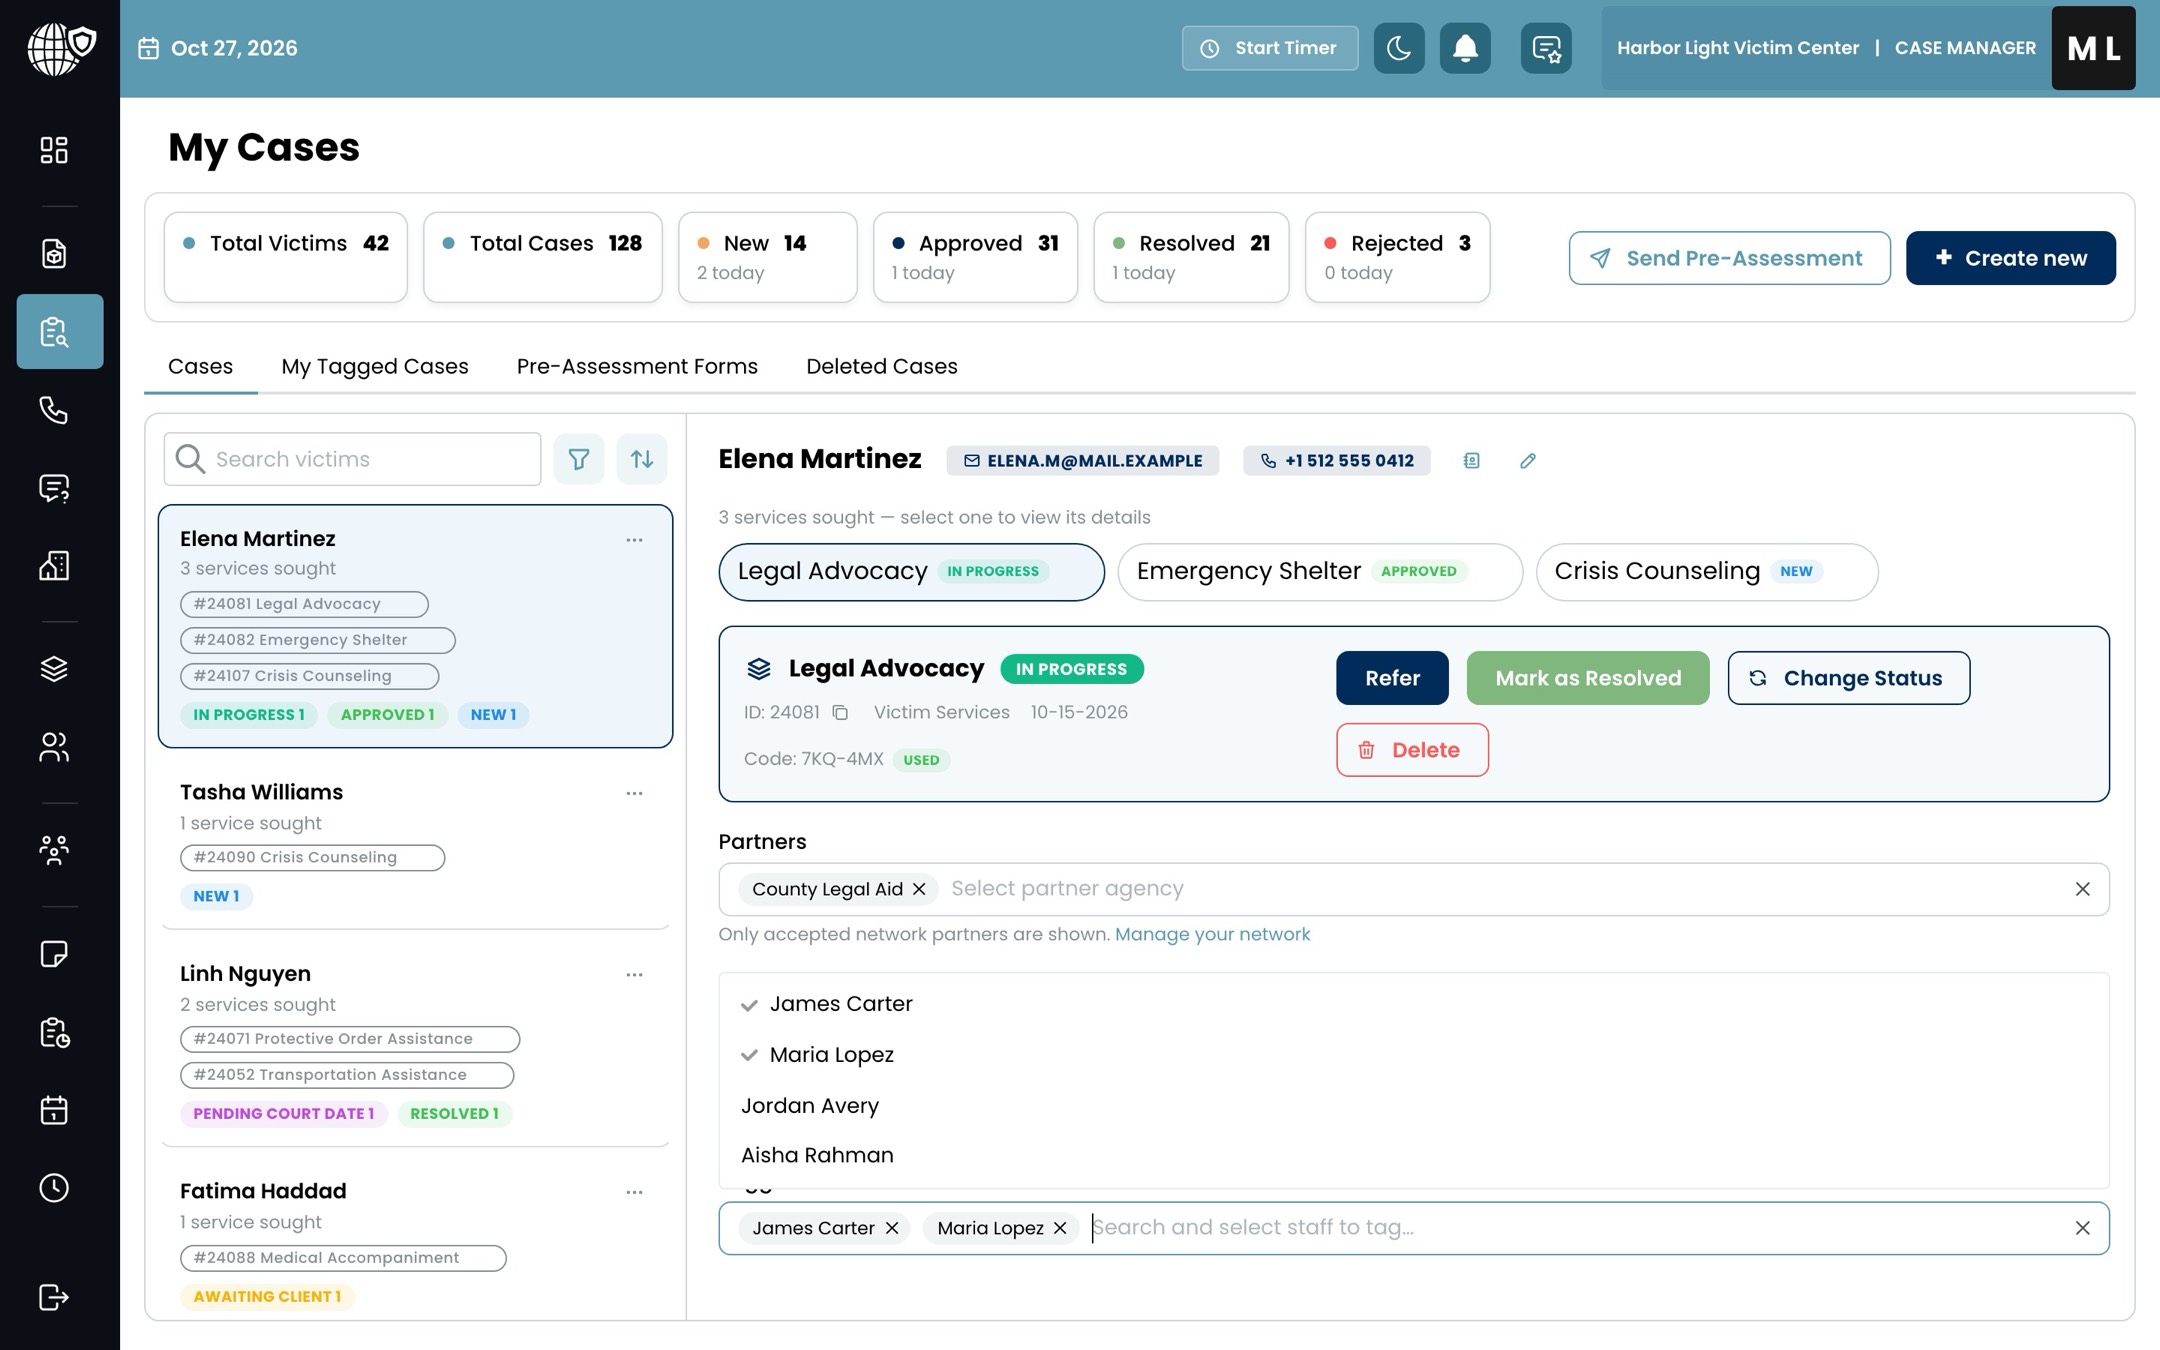 Oct 27, 2026
Start Timer
Harbor Light Victim Center | CASE MANAGER
M L
My Cases
Total Victims 42
Total Cases 128
New 14
2 today
Approved 31
1 today
Resolved 21
1 today
Rejected 3
0 today
Send Pre-Assessment
+ Create new
Cases
My Tagged Cases
Pre-Assessment Forms
Deleted Cases
Search victims
Elena Martinez
3 services sought
#24081 Legal Advocacy
#24082 Emergency Shelter
#24107 Crisis Counseling
IN PROGRESS 1 APPROVED 1 NEW 1
Tasha Williams
1 service sought
#24090 Crisis Counseling
NEW 1
Linh Nguyen
2 services sought
#24071 Protective Order Assistance
#24052 Transportation Assistance
PENDING COURT DATE 1 RESOLVED 1
Fatima Haddad
1 service sought
#24088 Medical Accompaniment
AWAITING CLIENT 1
Elena Martinez ELENA.M@MAIL.EXAMPLE +1 512 555 0412
3 services sought — select one to view its details
Legal Advocacy IN PROGRESS
Emergency Shelter APPROVED
Crisis Counseling NEW
Legal Advocacy IN PROGRESS
ID: 24081 Victim Services 10-15-2026
Code: 7KQ-4MX USED
Refer
Mark as Resolved
Change Status
Delete
Partners
County Legal Aid Select partner agency
Only accepted network partners are shown. Manage your network
James Carter
Maria Lopez
Jordan Avery
Aisha Rahman
James Carter Maria Lopez Search and select staff to tag...